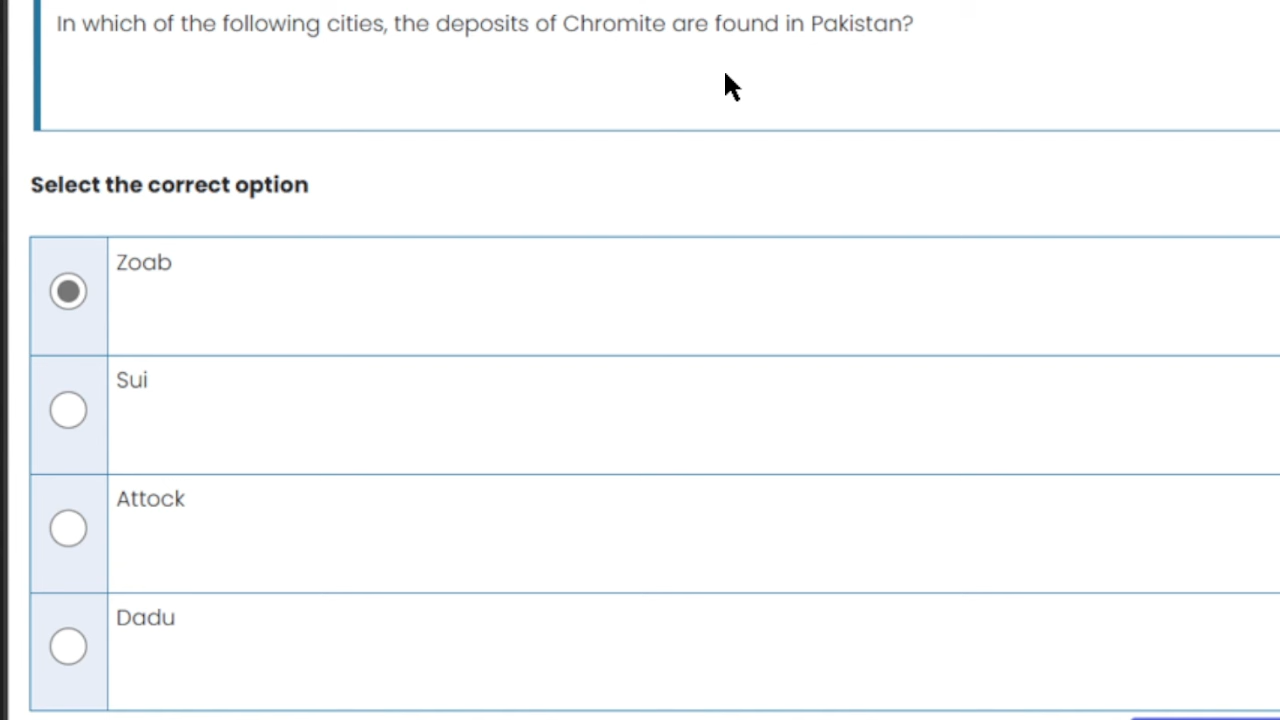 In which of the following cities, the deposits of Chromite are found in Pakistan?
Select the correct option
Zoab
Sui
Attock
Dadu